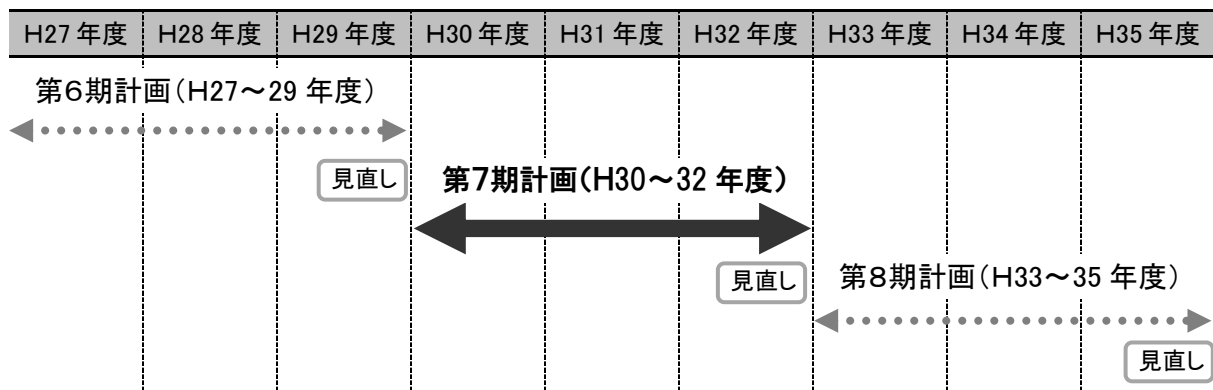 H27年度 H28年度 H29年度 H30年度 H31年度 H32年度 H33年度 H34年度 H35年度
第6期計画(H27～29年度)
見直し
第7期計画(H30～32年度)
見直し
第8期計画(H33～35年度)
見直し